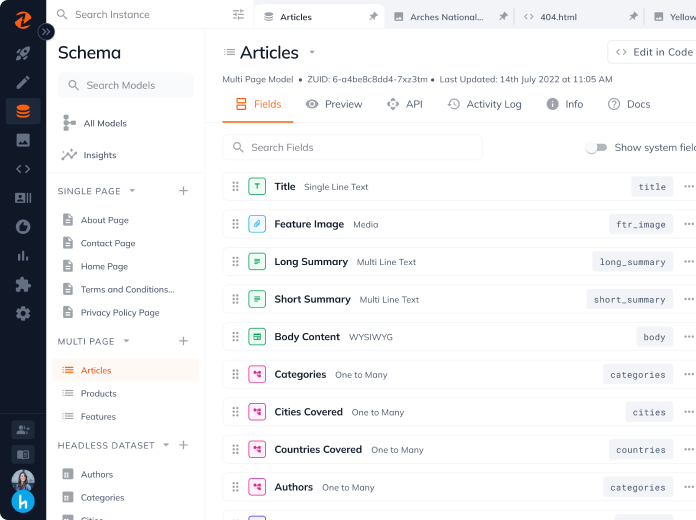 Search Instance
Articles
Arches National...
404.html
Yellow
Schema
Search Models
All Models
Insights
SINGLE PAGE
About Page
Contact Page
Home Page
Terms and Conditions...
Privacy Policy Page
MULTI PAGE
Articles
Products
Features
HEADLESS DATASET
Authors
Categories
Cities
Articles
Edit in Code
Multi Page Model • ZUID: 6-a4be8c8dd4-7xz3tm • Last Updated: 14th July 2022 at 11:05 AM
Fields Preview API Activity Log Info Docs
Search Fields
Show system field
Title Single Line Text title
Feature Image Media ftr_image
Long Summary Multi Line Text long_summary
Short Summary Multi Line Text short_summary
Body Content WYSIWYG body
Categories One to Many categories
Cities Covered One to Many cities
Countries Covered One to Many countries
Authors One to Many categories